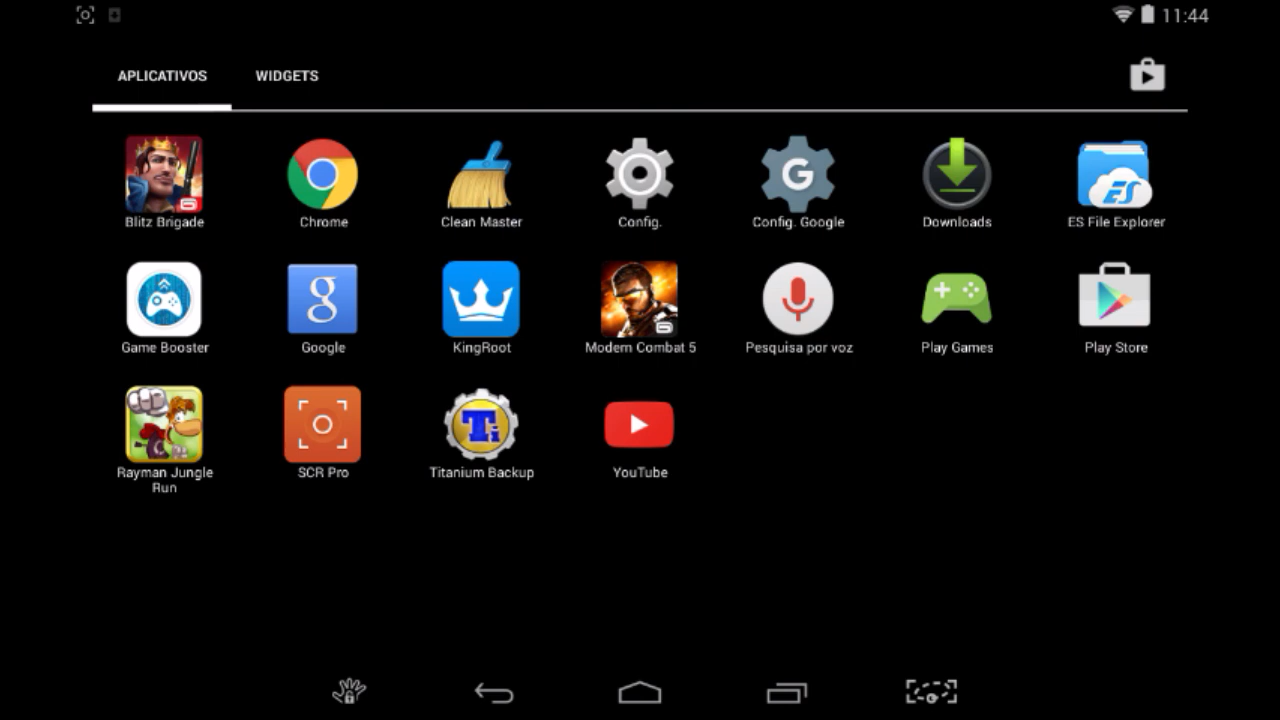 11:44
APLICATIVOS WIDGETS
Blitz Brigade Chrome Clean Master Config. Config. Google Downloads ES File Explorer
G
ES
Game Booster Google KingRoot Modern Combat 5 Pesquisa por voz Play Games Play Store
g
Rayman Jungle
Run
SCR Pro Titanium Backup YouTube
Ti